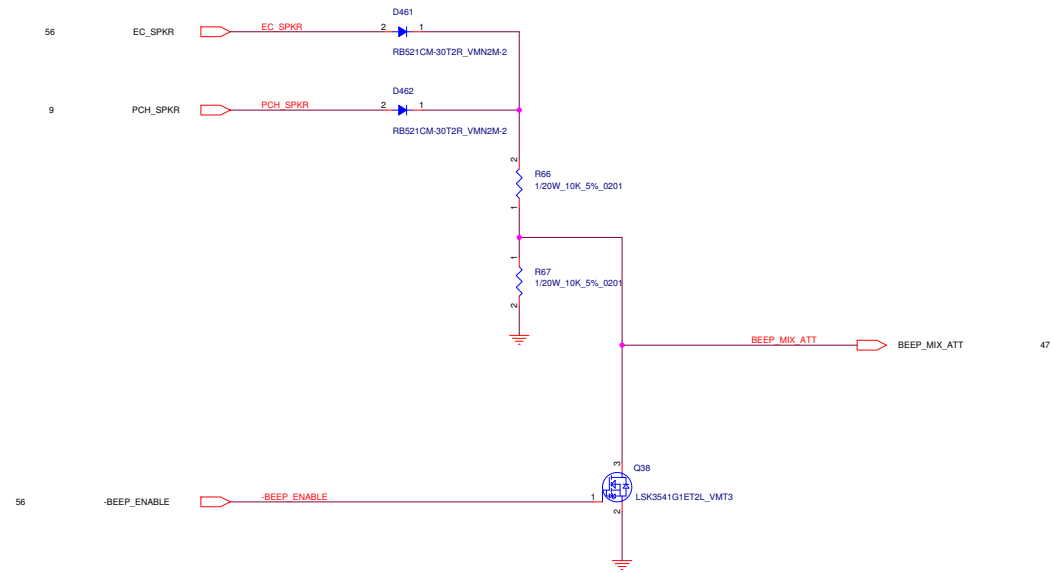 D461
56 EC_SPKR EC_SPKR 2 1
RB521CM-30T2R_VMN2M-2
D462
9 PCH_SPKR PCH_SPKR 2 1
RB521CM-30T2R_VMN2M-2
2
R66
1/20W_10K_5%_0201
1
1
R67
1/20W_10K_5%_0201
2
BEEP_MIX_ATT BEEP_MIX_ATT 47
3
Q38
56 -BEEP_ENABLE -BEEP_ENABLE 1
LSK3541G1ET2L_VMT3
2